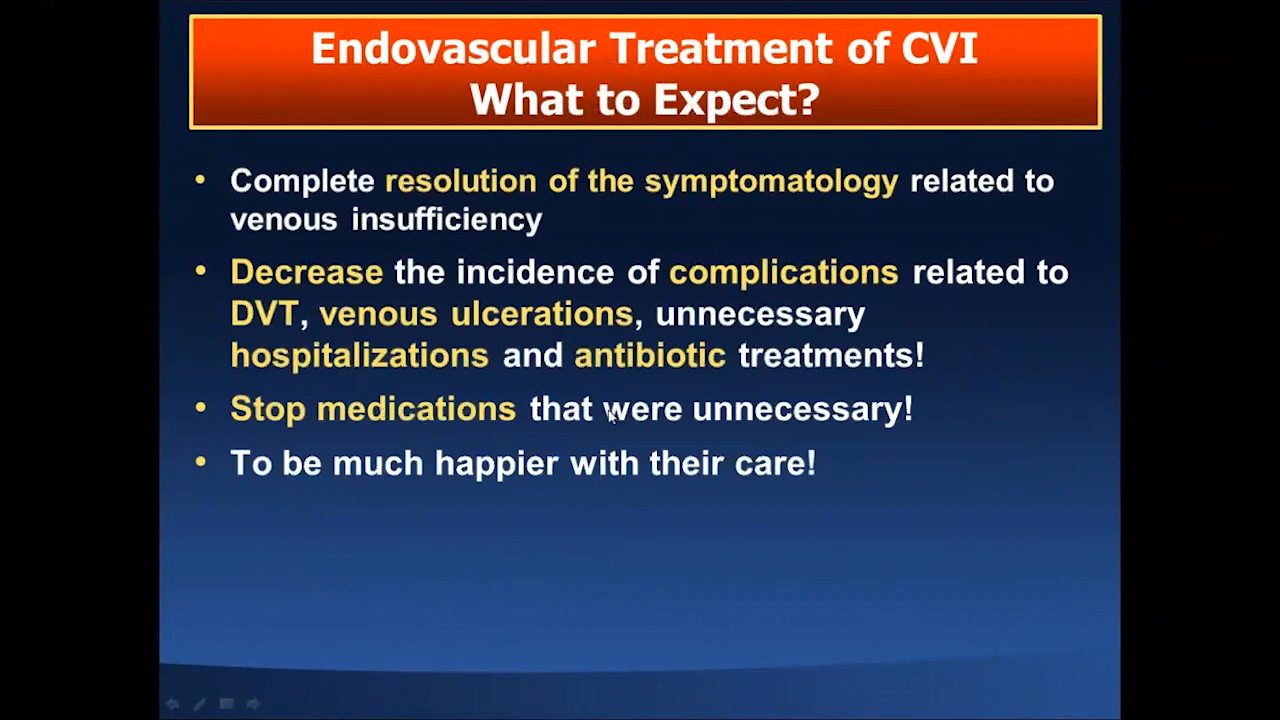 Endovascular Treatment of CVI
What to Expect?
• Complete resolution of the symptomatology related to
venous insufficiency
• Decrease the incidence of complications related to
DVT, venous ulcerations, unnecessary
hospitalizations and antibiotic treatments!
• Stop medications that were unnecessary!
• To be much happier with their care!